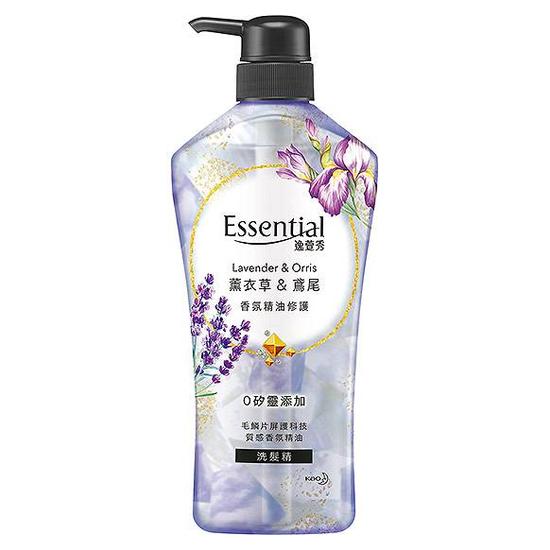 Essential
逸萱秀
Lavender & Orris
薰衣草 & 鳶尾
香氛精油修護
0矽靈添加
毛鱗片屏護科技
質感香氛精油
洗髮精
Kao